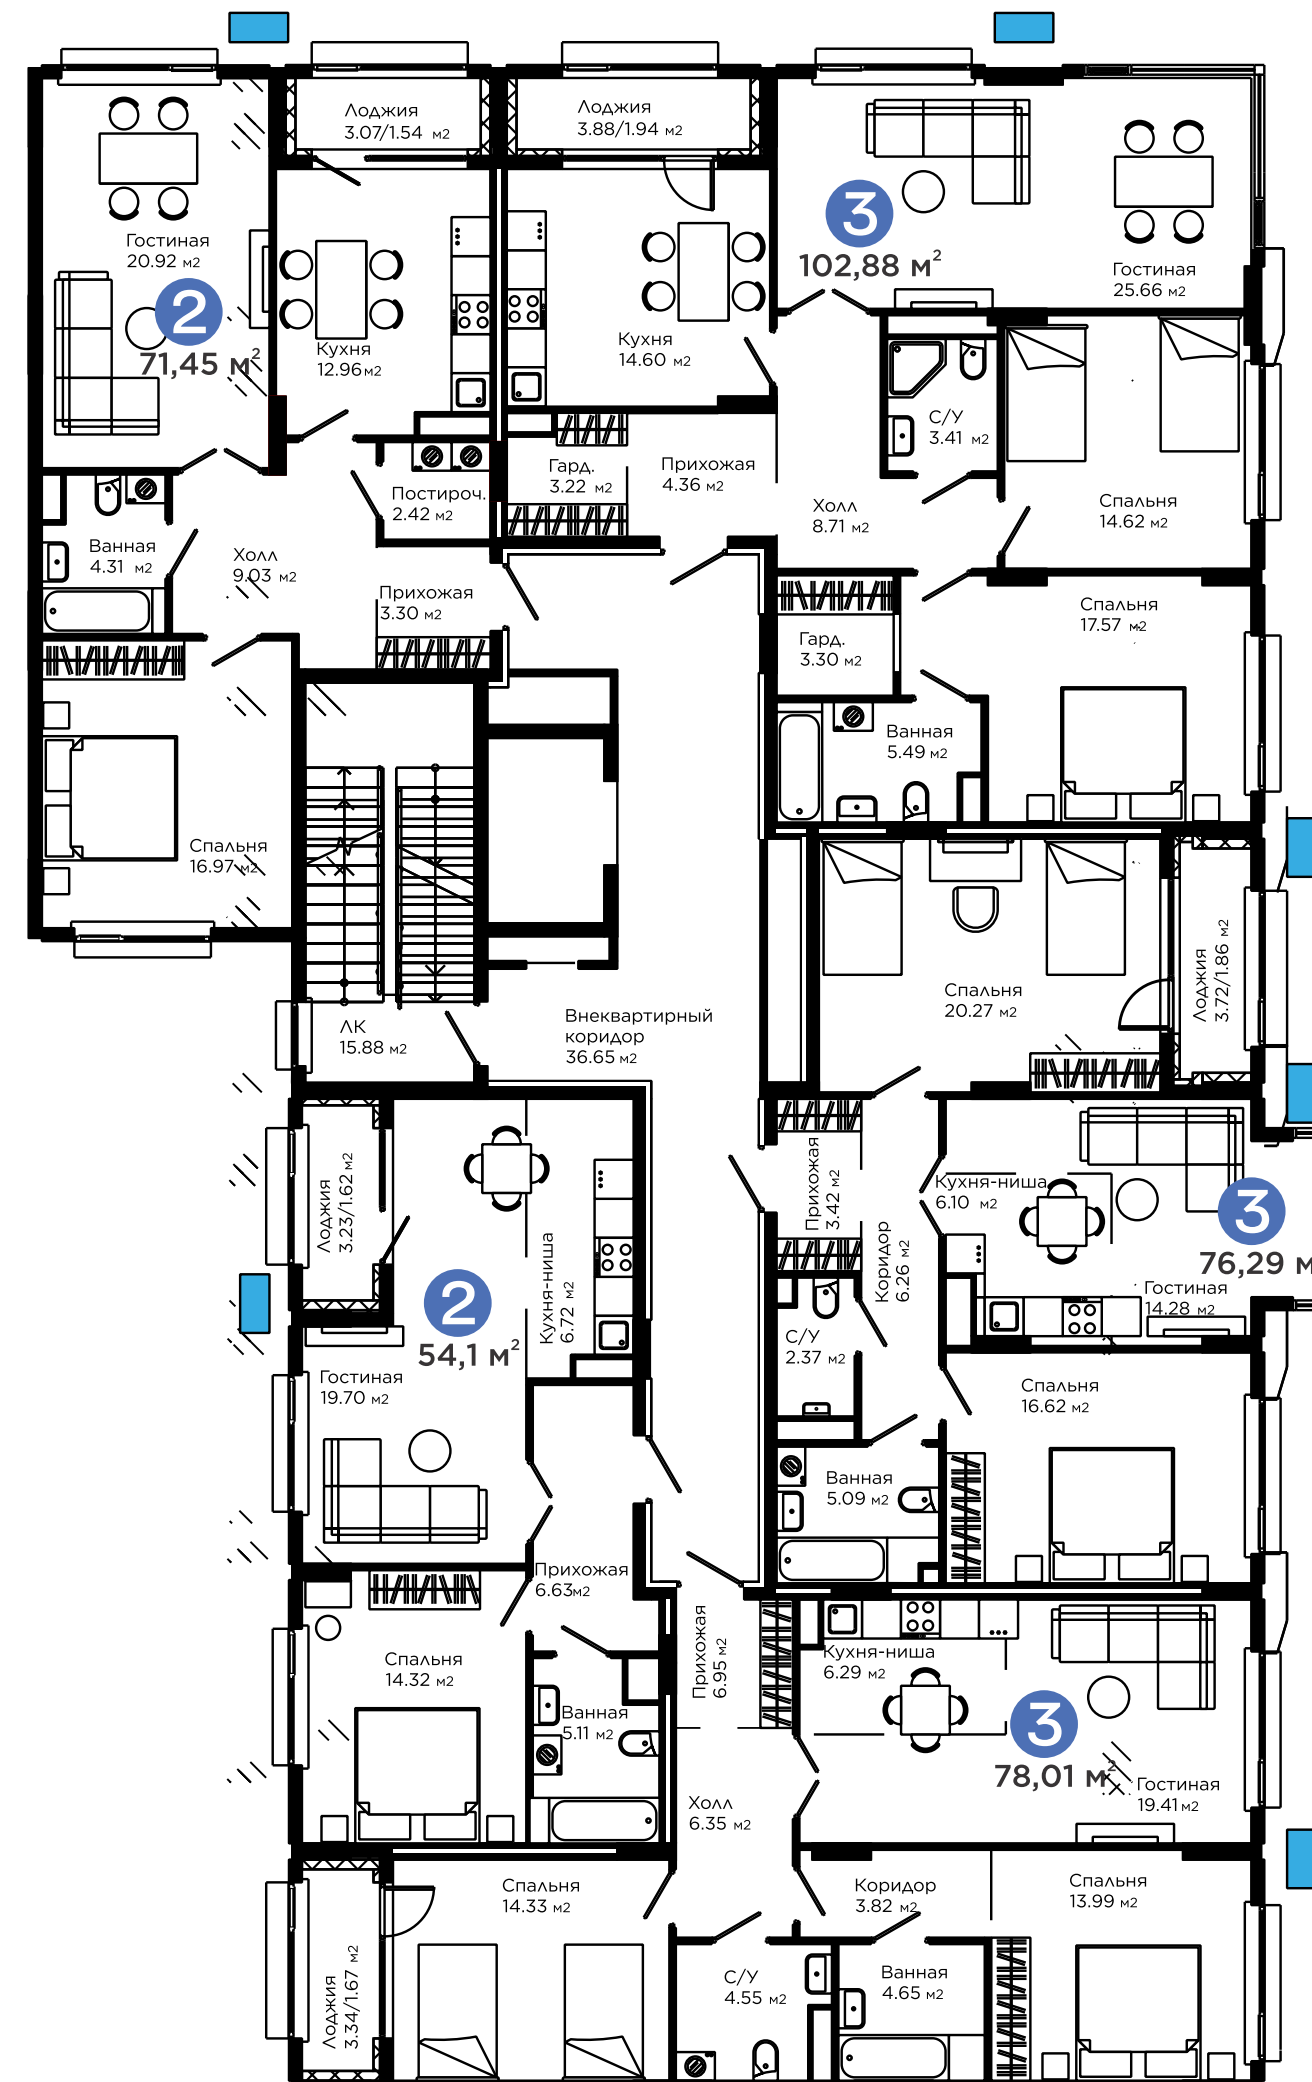 Лоджия
3.07/1.54 м2
Лоджия
3.88/1.94 м2
Гостиная
20.92 м2
2
71,45 м2
Кухня
12.96м2
Кухня
14.60 м2
3
102,88 м2
Гостиная
25.66 м2
С/У
3.41 м2
Гард.
3.22 м2
Прихожая
4.36 м2
Постироч.
2.42 м2
Холл
8.71 м2
Спальня
14.62 м2
Ванная
4.31 м2
Холл
9.03 м2
Прихожая
3.30 м2
Гард.
3.30 м2
Спальня
17.57 м2
Ванная
5.49 м2
Спальня
16.97 м2
Спальня
20.27 м2
Лоджия
3.72/1.86 м2
ЛК
15.88 м2
Внеквартирный
коридор
36.65 м2
Лоджия
3.23/1.62 м2
Кухня-ниша
6.72 м2
2
54,1 м2
Гостиная
19.70 м2
Прихожая
3.42 м2
Коридор
6.26 м2
Кухня-ниша
6.10 м2
3
76,29 м
Гостиная
14.28 м2
С/У
2.37 м2
Спальня
16.62 м2
Ванная
5.09 м2
Прихожая
6.63м2
Спальня
14.32 м2
Ванная
5.11 м2
Прихожая
6.95 м2
Кухня-ниша
6.29 м2
3
78,01 м2
Гостиная
19.41м2
Холл
6.35 м2
Спальня
14.33 м2
Коридор
3.82 м2
Спальня
13.99 м2
Лоджия
3.34/1.67 м2
С/У
4.55 м2
Ванная
4.65 м2